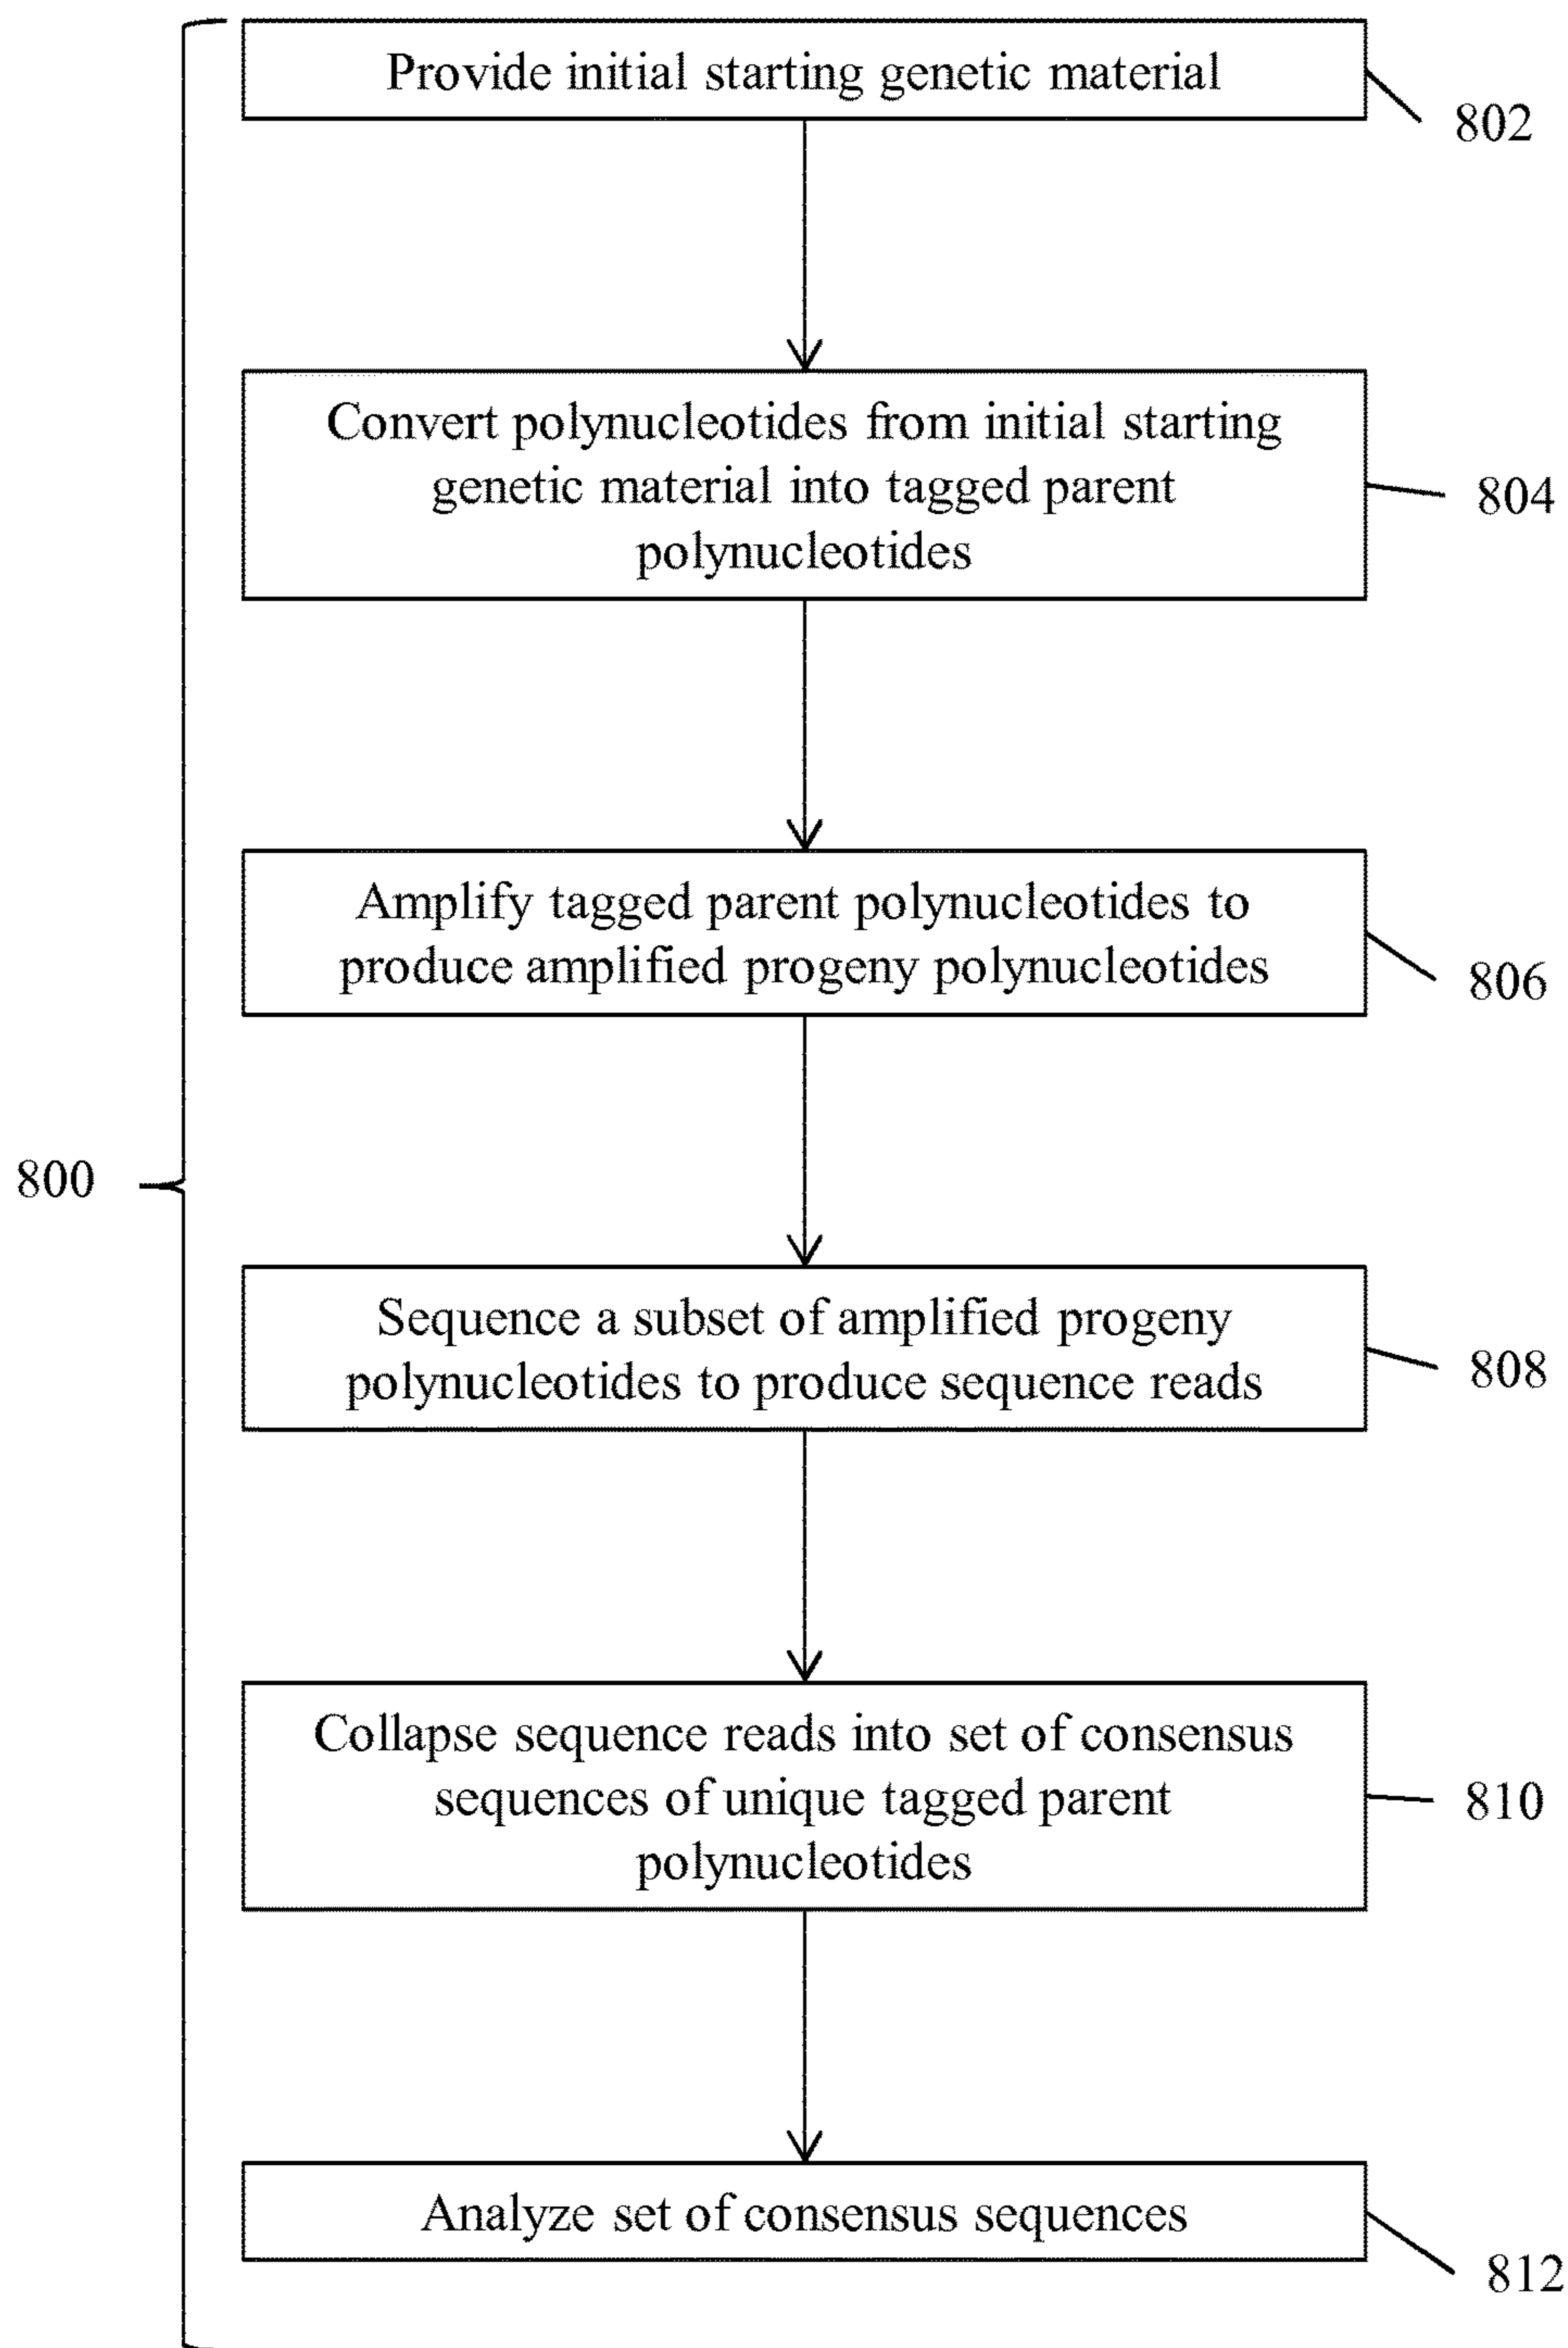 Provide initial starting genetic material
802
Convert polynucleotides from initial starting
genetic material into tagged parent
polynucleotides
804
Amplify tagged parent polynucleotides to
produce amplified progeny polynucleotides
806
800
Sequence a subset of amplified progeny
polynucleotides to produce sequence reads
808
Collapse sequence reads into set of consensus
sequences of unique tagged parent
polynucleotides
810
Analyze set of consensus sequences
812